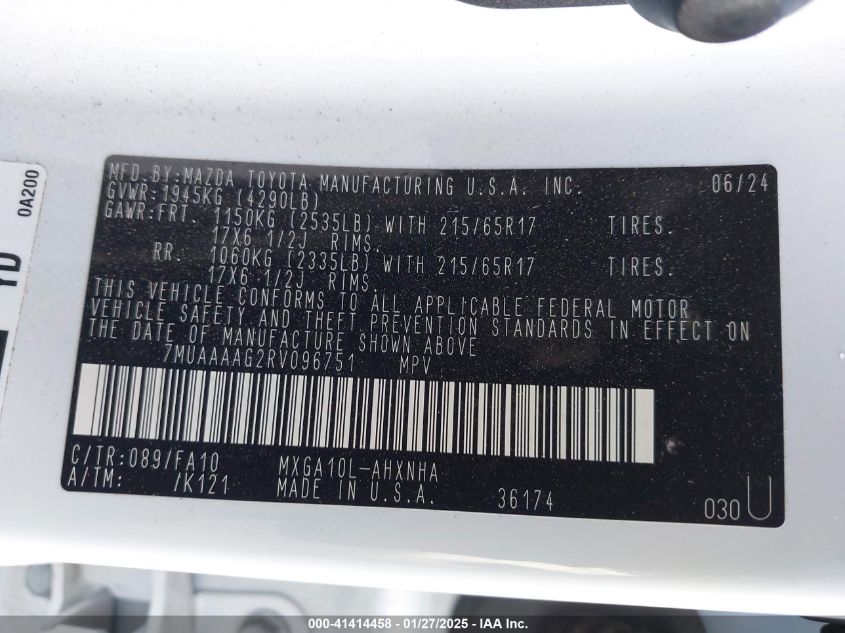 MFD.BY:MAZDA TOYOTA MANUFACTURING U.S.A. INC. 06/24
GVWR:1945KG (4290LB)
GAWR:FRT. 1150KG (2535LB) WITH 215/65R17 TIRES.
17X6 1/2J RIMS.
RR. 1060KG (2335LB) WITH 215/65R17 TIRES.
17X6 1/2J RIMS.
THIS VEHICLE CONFORMS TO ALL APPLICABLE FEDERAL MOTOR
VEHICLE SAFETY AND THEFT PREVENTION STANDARDS IN EFFECT ON
THE DATE OF MANUFACTURE SHOWN ABOVE
7MUAAAAG2RV096751 MPV
C/TR:089/FA10 MXGA10L-AHXNHA
A/TM: /K121 MADE IN U.S.A. 36174
030 U
0A200
YD
000-41414458 - 01/27/2025 - IAA Inc.